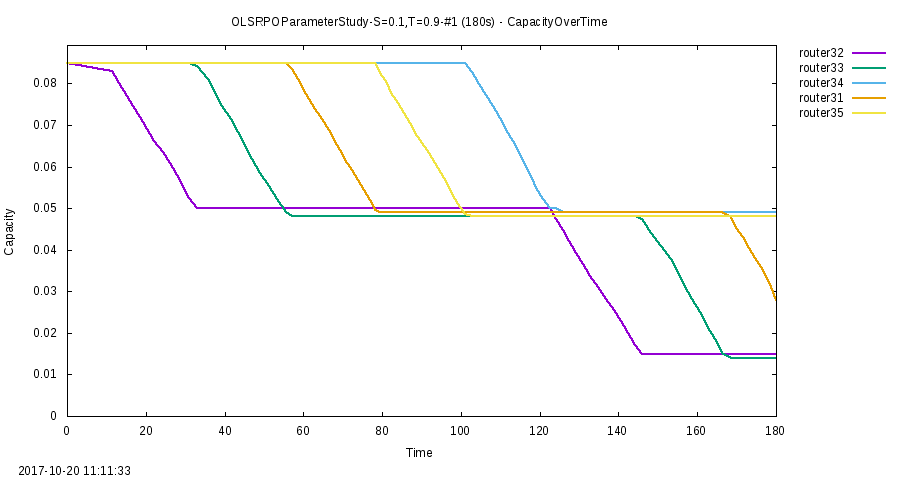 OLSRPOParameterStudy-S=0.1,T=0.9-#1 (180s) - CapacityOverTime
router32
router33
router34
router31
router35
0.08
0.07
0.06
0.05
0.04
0.03
0.02
0.01
0
Capacity
0 20 40 60 80 100 120 140 160 180
Time
2017-10-20 11:11:33